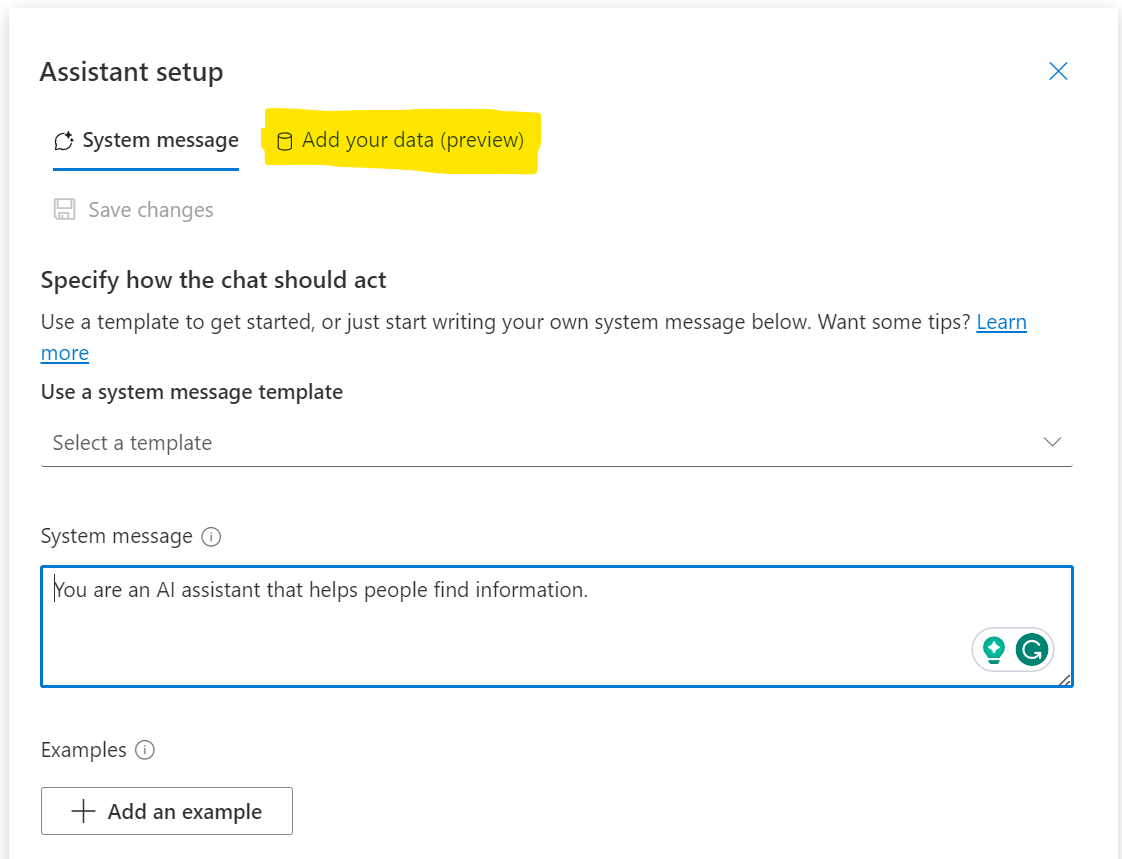 Assistant setup
System message
Add your data (preview)
Save changes
Specify how the chat should act
Use a template to get started, or just start writing your own system message below. Want some tips? Learn
more
Use a system message template
Select a template
System message
You are an AI assistant that helps people find information.
Examples
Add an example